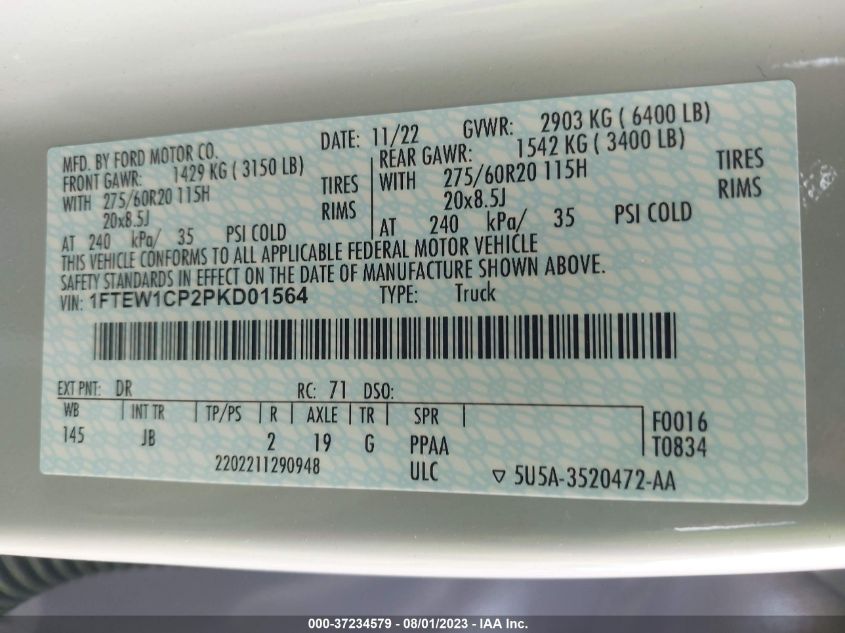 MFD. BY FORD MOTOR CO.
DATE: 11/22 GVWR: 2903 KG ( 6400 LB)
FRONT GAWR: 1429 KG ( 3150 LB)
WITH 275/60R20 115H TIRES
20x8.5J RIMS
AT 240 kPa/ 35 PSI COLD
REAR GAWR: 1542 KG ( 3400 LB)
WITH 275/60R20 115H TIRES
20x8.5J RIMS
AT 240 kPa/ 35 PSI COLD
THIS VEHICLE CONFORMS TO ALL APPLICABLE FEDERAL MOTOR VEHICLE
SAFETY STANDARDS IN EFFECT ON THE DATE OF MANUFACTURE SHOWN ABOVE.
VIN: 1FTEW1CP2PKD01564 TYPE: Truck
EXT PNT: DR RC: 71 DSO:
WB INT TR TP/PS R AXLE TR SPR F0016
145 JB 2 19 G PPAA T0834
2202211290948 ULC ▽ 5U5A-3520472-AA
000-37234579 - 08/01/2023 - IAA Inc.